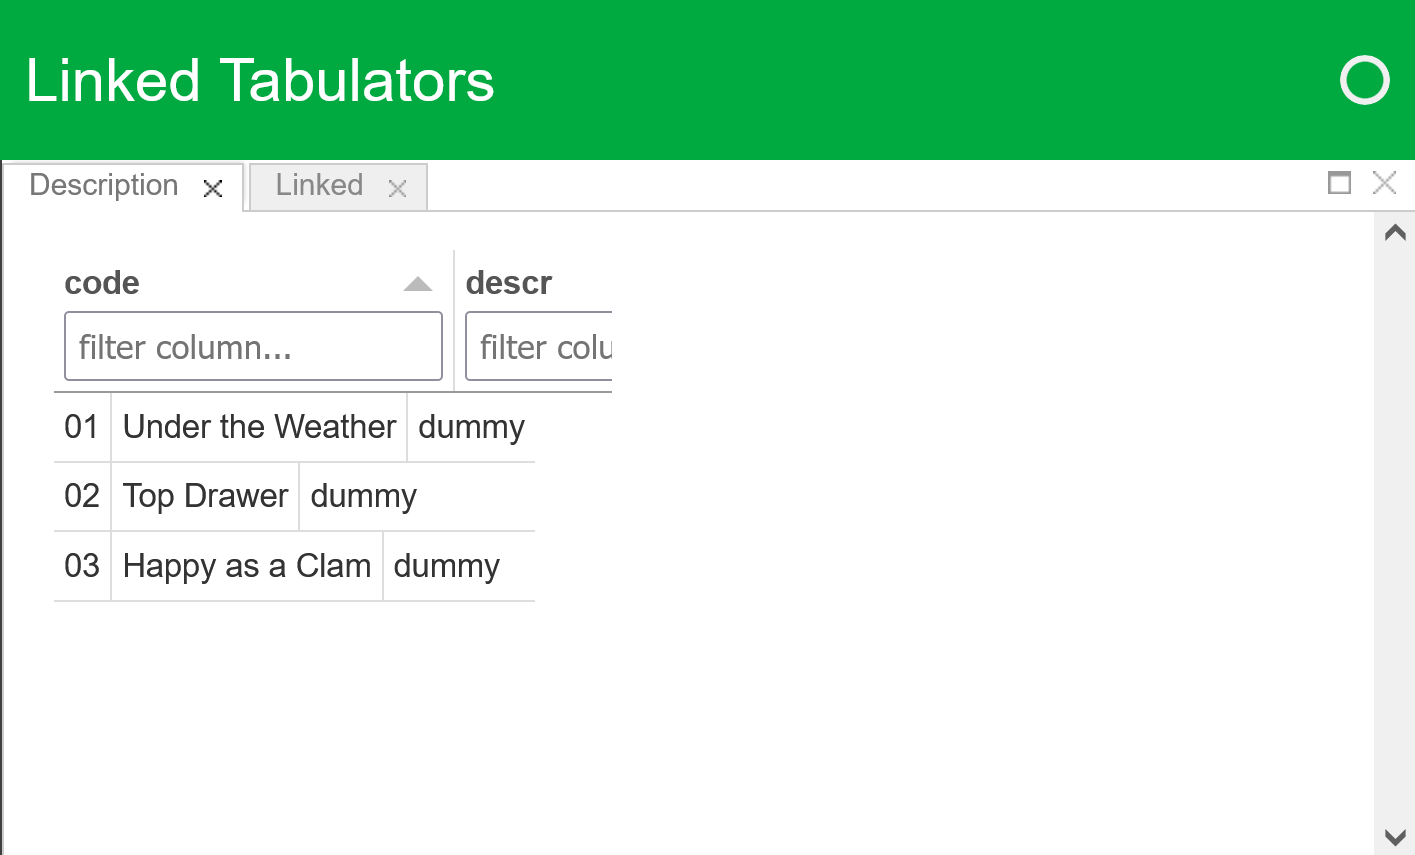 Linked Tabulators
Description Linked
code descr
filter column... filter colu
01 Under the Weather dummy
02 Top Drawer dummy
03 Happy as a Clam dummy